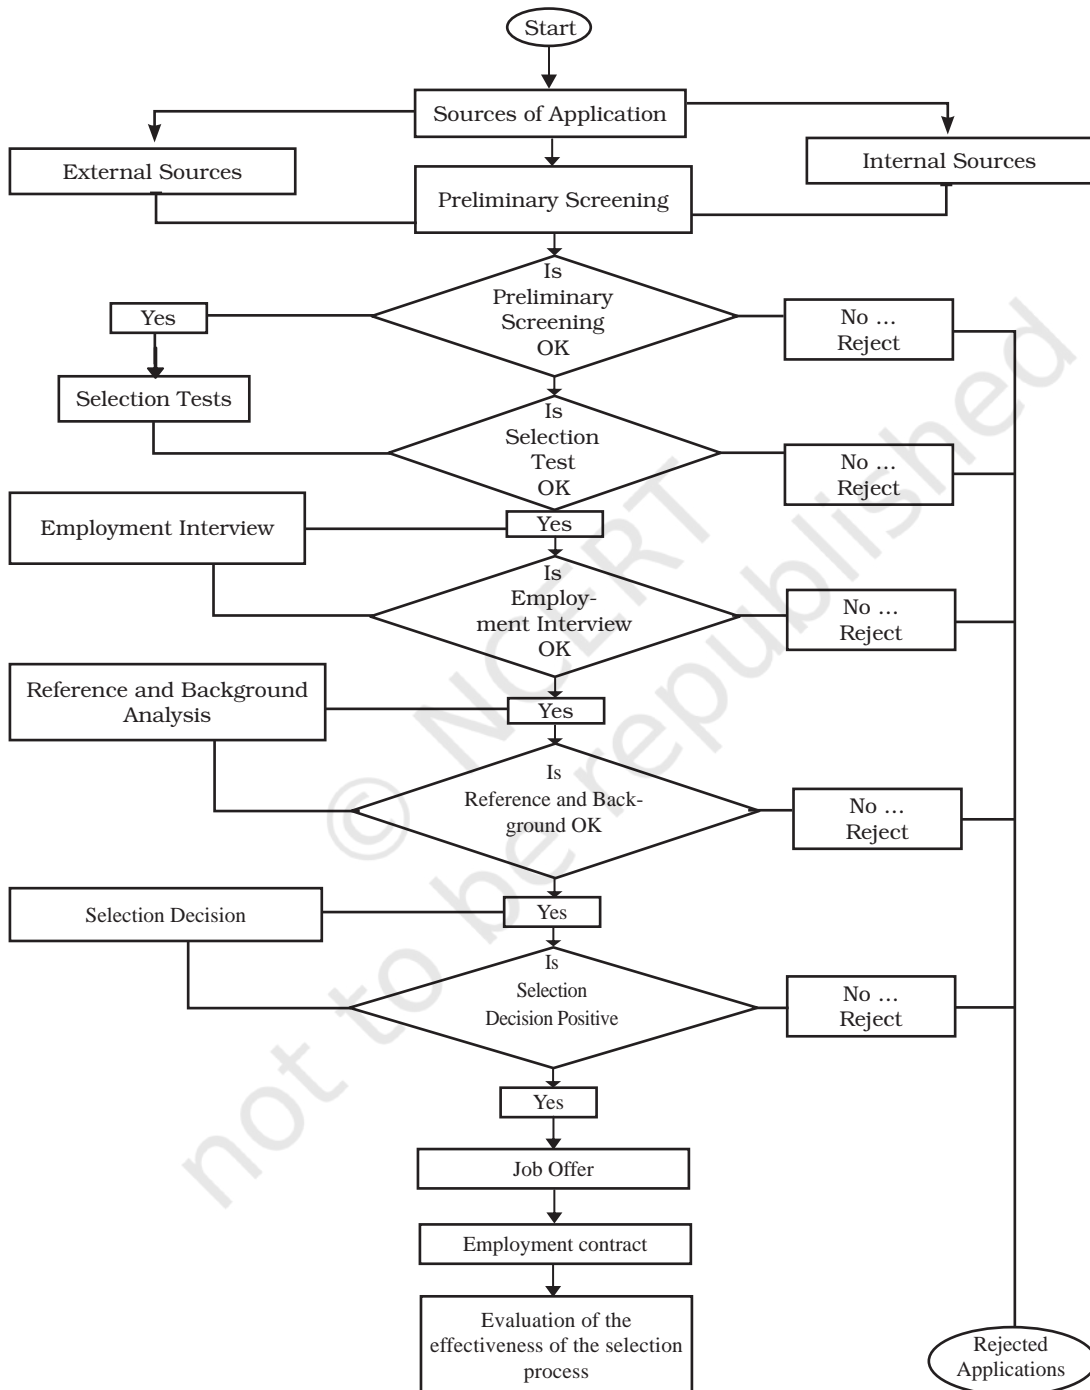 Start
Sources of Application
External Sources
Internal Sources
Preliminary Screening
Is
Preliminary
Screening
OK
Yes
No ...
Reject
Selection Tests
Is
Selection
Test
OK
No ...
Reject
Yes
Employment Interview
Is
Employ-
ment Interview
OK
No ...
Reject
Reference and Background
Analysis
Yes
Is
Reference and Back-
ground OK
No ...
Reject
Selection Decision
Yes
Is
Selection
Decision Positive
No ...
Reject
Yes
Job Offer
Employment contract
Evaluation of the
effectiveness of the selection
process
Rejected
Applications
© NCERT
not to be republished